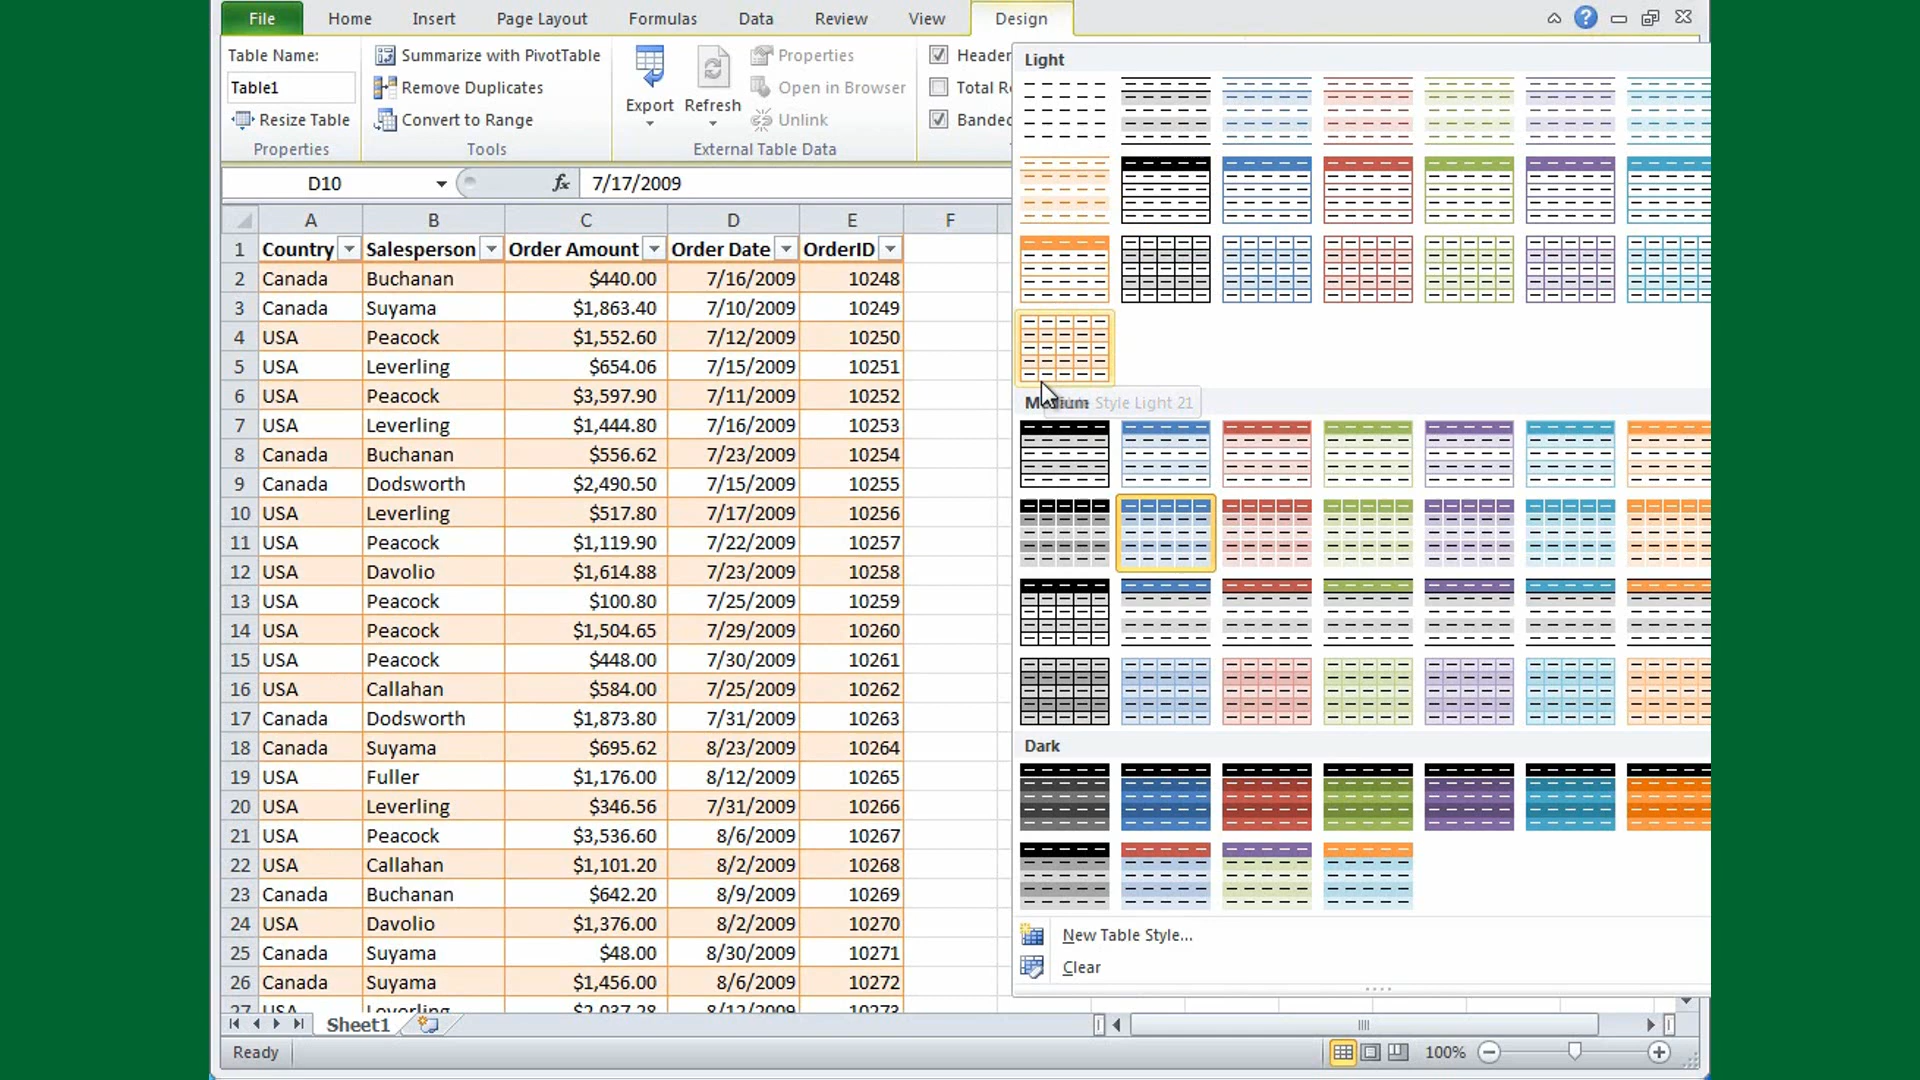 File Home Insert Page Layout Formulas Data Review View Design
Table Name:
Table1
Resize Table
Properties
Summarize with PivotTable
Remove Duplicates
Convert to Range
Tools
Export Refresh
Properties
Open in Browser
Unlink
External Table Data
Header
Total R
Banded
D10 fx 7/17/2009
A B C D E F
1 Country Salesperson Order Amount Order Date OrderID
2 Canada Buchanan $440.00 7/16/2009 10248
3 Canada Suyama $1,863.40 7/10/2009 10249
4 USA Peacock $1,552.60 7/12/2009 10250
5 USA Leverling $654.06 7/15/2009 10251
6 USA Peacock $3,597.90 7/11/2009 10252
7 USA Leverling $1,444.80 7/16/2009 10253
8 Canada Buchanan $556.62 7/23/2009 10254
9 Canada Dodsworth $2,490.50 7/15/2009 10255
10 USA Leverling $517.80 7/17/2009 10256
11 USA Peacock $1,119.90 7/22/2009 10257
12 USA Davolio $1,614.88 7/23/2009 10258
13 USA Peacock $100.80 7/25/2009 10259
14 USA Peacock $1,504.65 7/29/2009 10260
15 USA Peacock $448.00 7/30/2009 10261
16 USA Callahan $584.00 7/25/2009 10262
17 Canada Dodsworth $1,873.80 7/31/2009 10263
18 Canada Suyama $695.62 8/23/2009 10264
19 USA Fuller $1,176.00 8/12/2009 10265
20 USA Leverling $346.56 7/31/2009 10266
21 USA Peacock $3,536.60 8/6/2009 10267
22 USA Callahan $1,101.20 8/2/2009 10268
23 Canada Buchanan $642.20 8/9/2009 10269
24 USA Davolio $1,376.00 8/2/2009 10270
25 Canada Suyama $48.00 8/30/2009 10271
26 Canada Suyama $1,456.00 8/6/2009 10272
27 USA Leverling $2,037.28 8/12/2009 10273
Light
Style Light 21
Dark
New Table Style...
Clear
Sheet1
Ready
100%